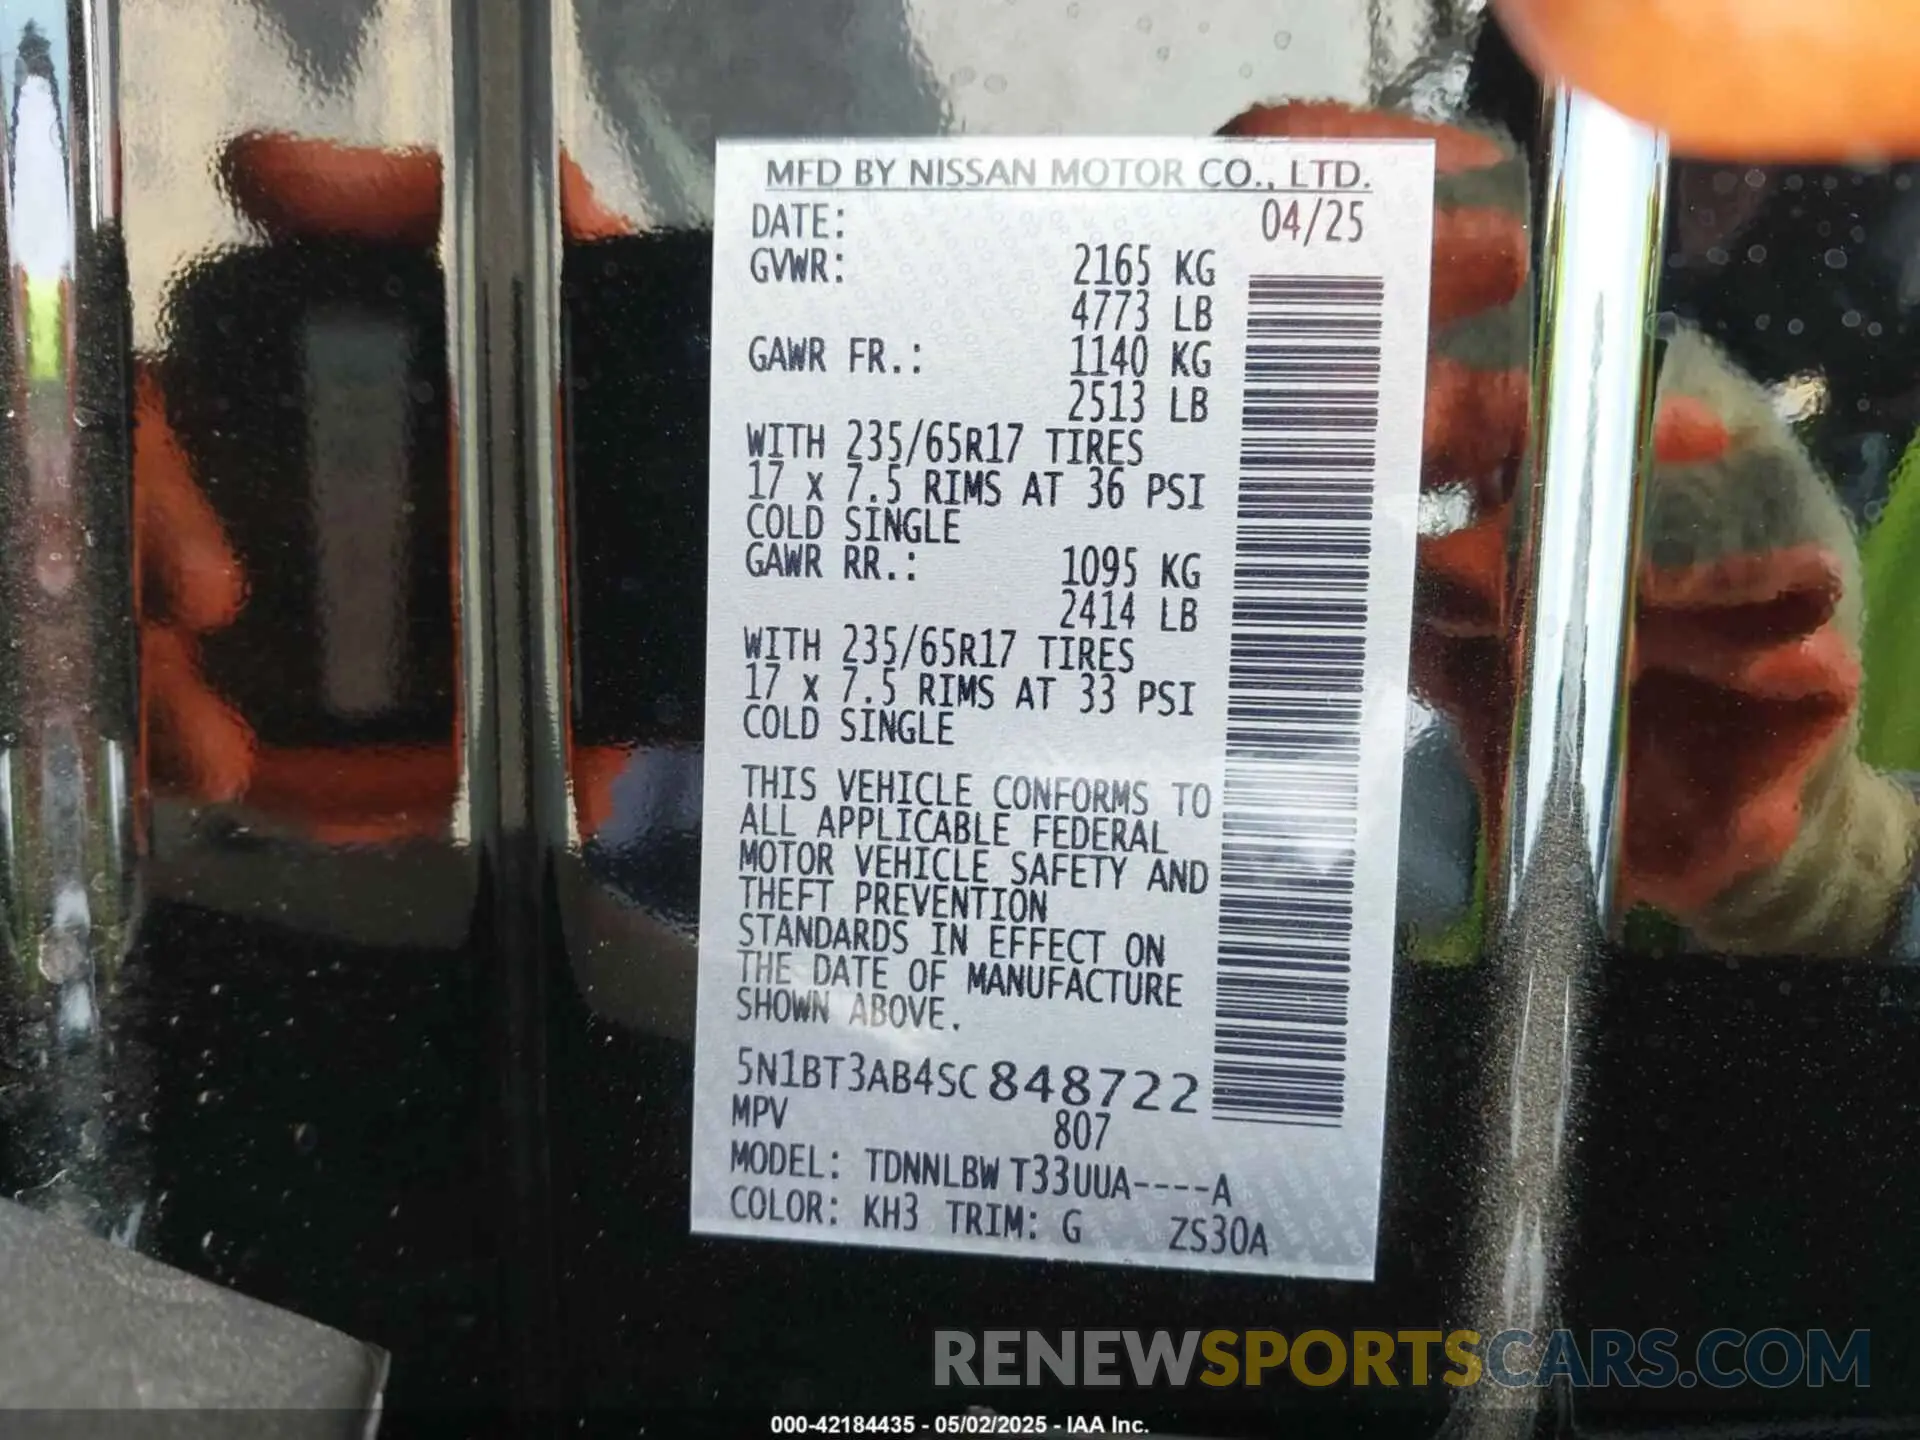 MFD BY NISSAN MOTOR CO., LTD.
DATE: 04/25
GVWR: 2165 KG
4773 LB
GAWR FR.: 1140 KG
2513 LB
WITH 235/65R17 TIRES
17 x 7.5 RIMS AT 36 PSI
COLD SINGLE
GAWR RR.: 1095 KG
2414 LB
WITH 235/65R17 TIRES
17 x 7.5 RIMS AT 33 PSI
COLD SINGLE
THIS VEHICLE CONFORMS TO
ALL APPLICABLE FEDERAL
MOTOR VEHICLE SAFETY AND
THEFT PREVENTION
STANDARDS IN EFFECT ON
THE DATE OF MANUFACTURE
SHOWN ABOVE.
5N1BT3AB4SC848722
MPV 807
MODEL: TDNNLBW T33UUA----A
COLOR: KH3 TRIM: G ZS30A
RENEWSPORTSCARS.COM
000-42184435 - 05/02/2025 - IAA Inc.